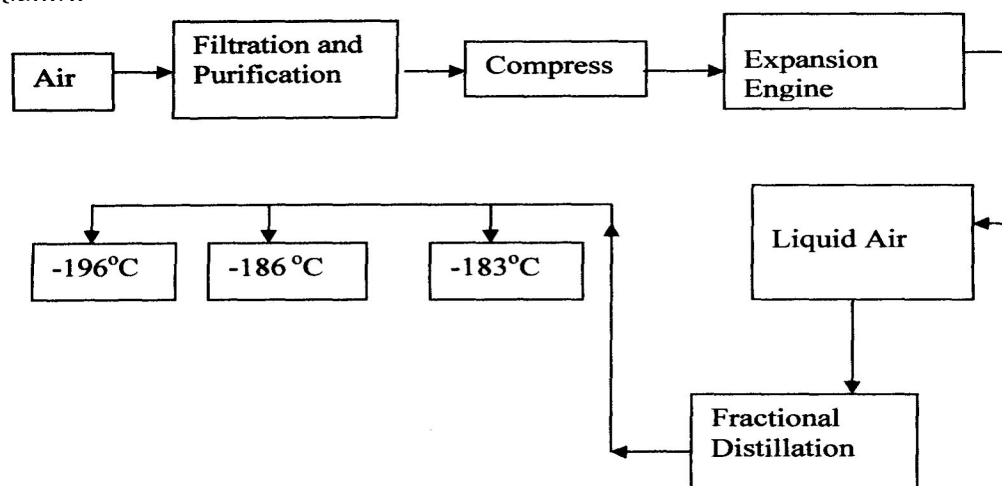 Air
Filtration and
Purification
Compress
Expansion
Engine
-196°C
-186 °C
-183°C
Liquid Air
Fractional
Distillation